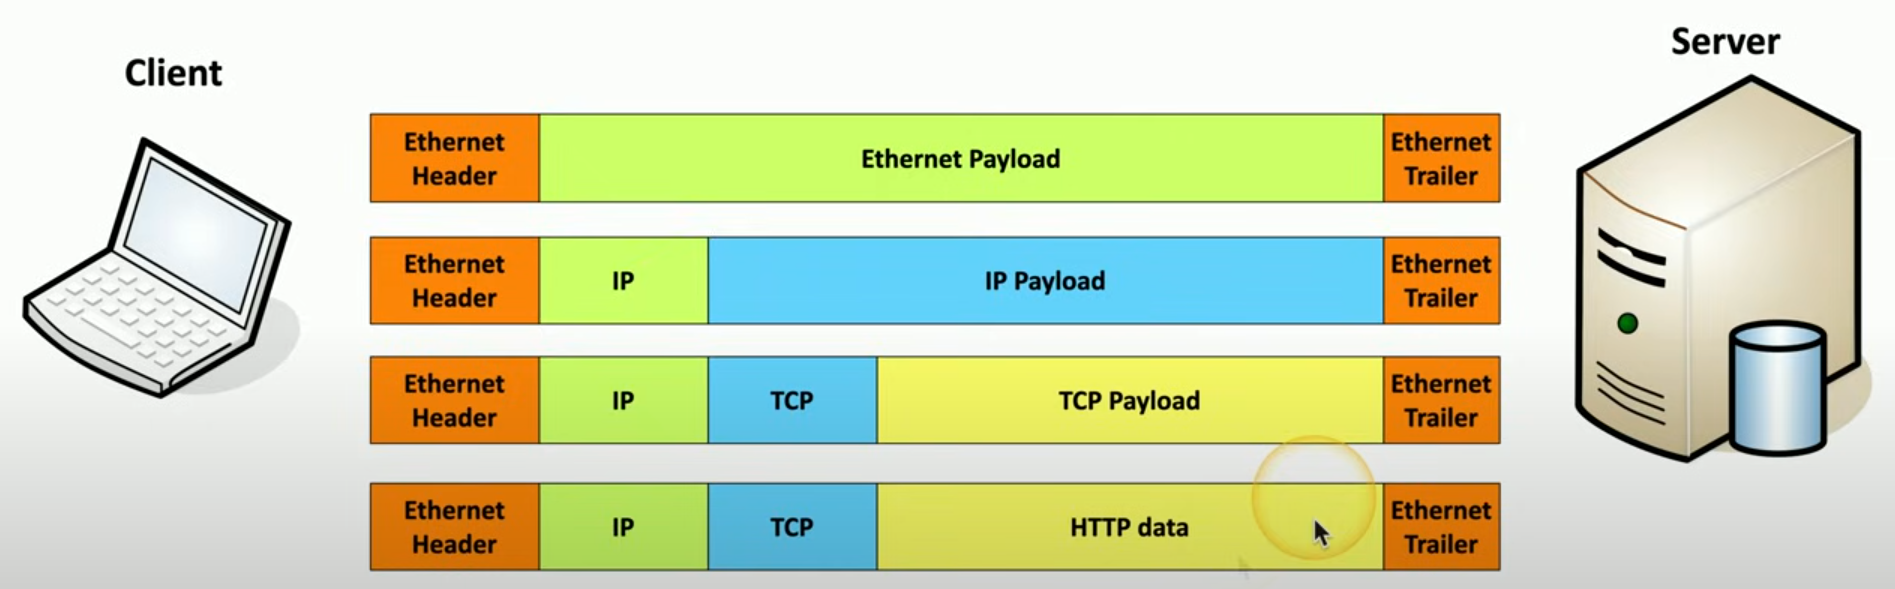 Client
Server
Ethernet
Header
Ethernet Payload
Ethernet
Trailer
Ethernet
Header
IP
IP Payload
Ethernet
Trailer
Ethernet
Header
IP
TCP
TCP Payload
Ethernet
Trailer
Ethernet
Header
IP
TCP
HTTP data
Ethernet
Trailer